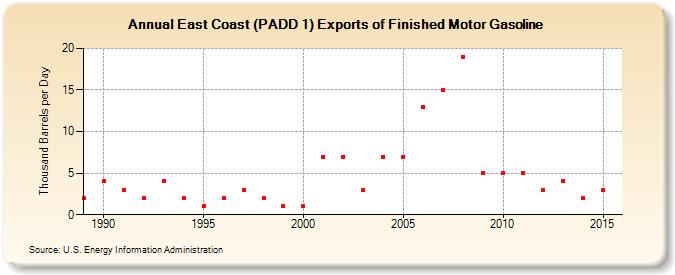 Annual East Coast (PADD 1) Exports of Finished Motor Gasoline
Thousand Barrels per Day
20
15
10
5
0
1990 1995 2000 2005 2010 2015
Source: U.S. Energy Information Administration